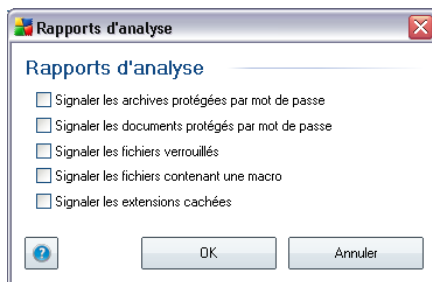 Rapports d'analyse
Rapports d'analyse
Signaler les archives protégées par mot de passe
Signaler les documents protégés par mot de passe
Signaler les fichiers verrouillés
Signaler les fichiers contenant une macro
Signaler les extensions cachées
?
OK
Annuler